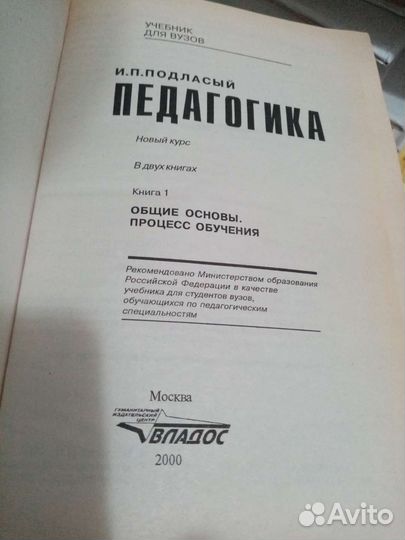 УЧЕБНИК
ДЛЯ ВУЗОВ
И.П.ПОДЛАСЫЙ
ПЕДАГОГИКА
Новый курс
В двух книгах
Книга 1
ОБЩИЕ ОСНОВЫ.
ПРОЦЕСС ОБУЧЕНИЯ
Рекомендовано Министерством образования
Российской Федерации в качестве
учебника для студентов вузов,
обучающихся по педагогическим
специальностям
Москва
ГУМАНИТАРНЫЙ
ИЗДАТЕЛЬСКИЙ
ЦЕНТР
ВЛАДОС
2000
Avito